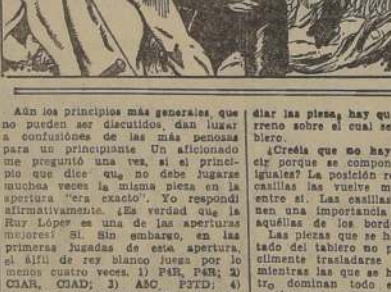 Aún los principios más generales, que
no pueden ser discutidos, dan lugar
a confusiones de las más penosas
para un principiante Un aficionado
me preguntó una vez, si el princi-
pio que dice que no debe jugarse
muchas veces la misma pieza en la
apertura "era exacto". Yo respondí
afirmativamente. ¿Es verdad que la
Ruy López es una de las aperturas
mejores? Sí. Sin embargo, en las
primeras jugadas de esta apertura,
el álfil de rey blanco juega por lo
menos cuatro veces. 1) P4R, P4R; 2)
C3AR, C3AD; 3) A5C, P3TD; 4)
diar las piezas, hay qu
rreno sobre el cual
blero.
¿Creéis que no hay
cir porque se compon
iguales? La posición re
casillas las vuelve
entre sí. Las casillas
nen una importancia
aquéllas de los bord
Las piezas que se h
tado del tablero no p
cilmente trasladarse
mientras las que se
tro dominan todo